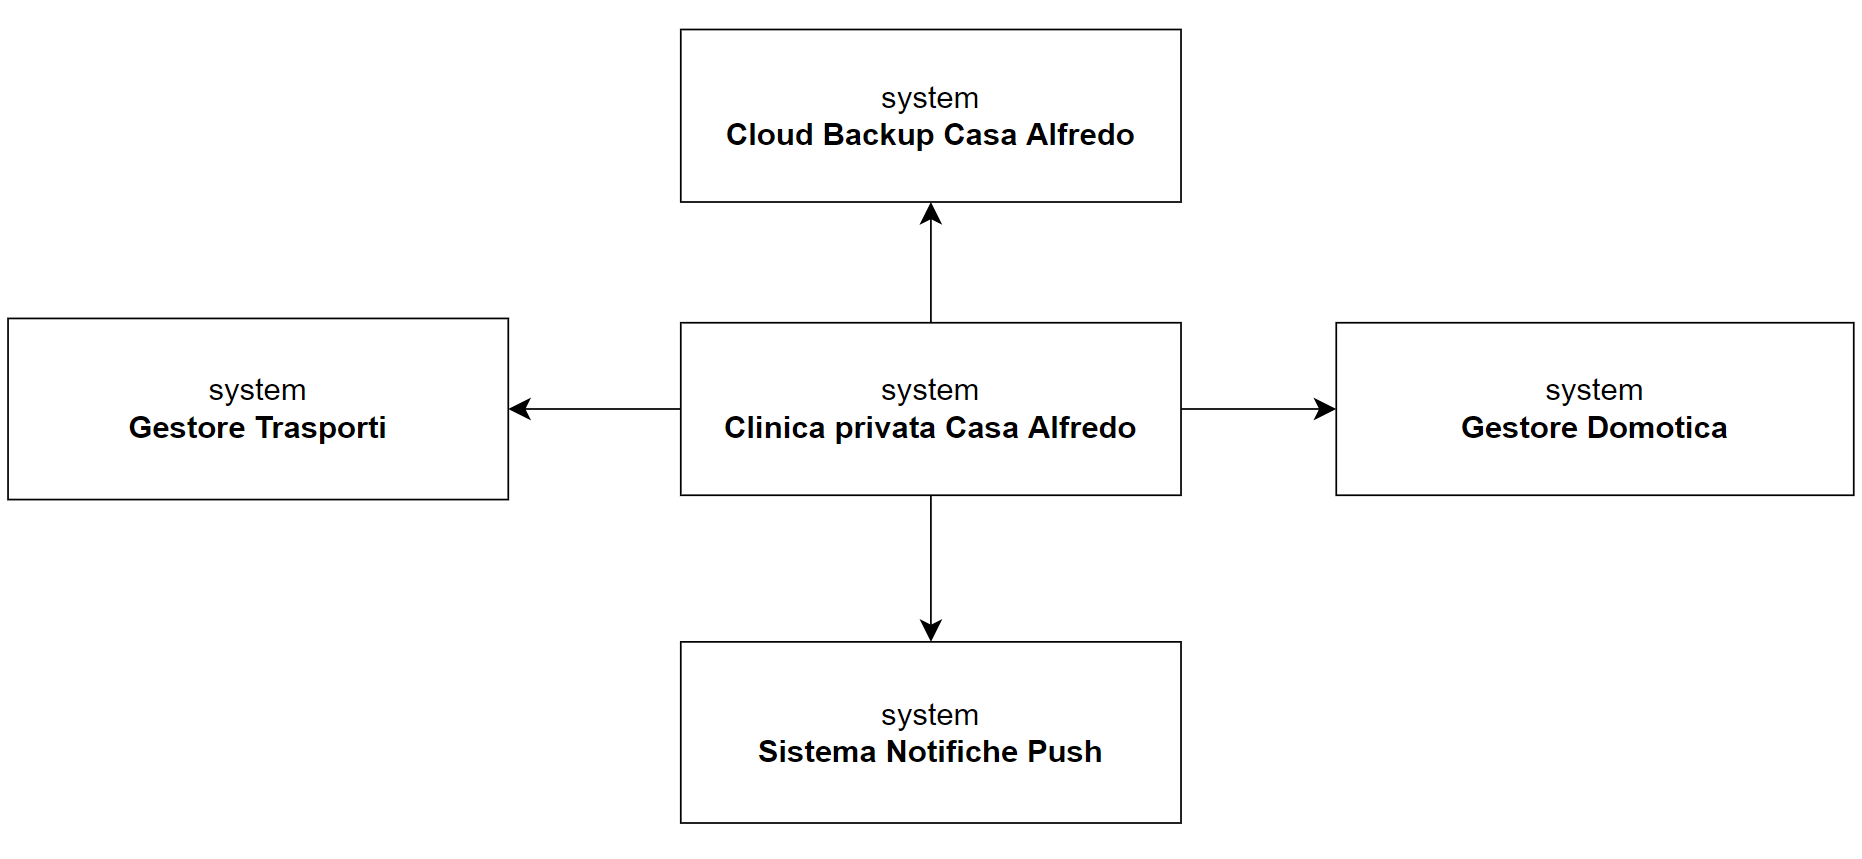 system
Cloud Backup Casa Alfredo
system
Gestore Trasporti
system
Clinica privata Casa Alfredo
system
Gestore Domotica
system
Sistema Notifiche Push